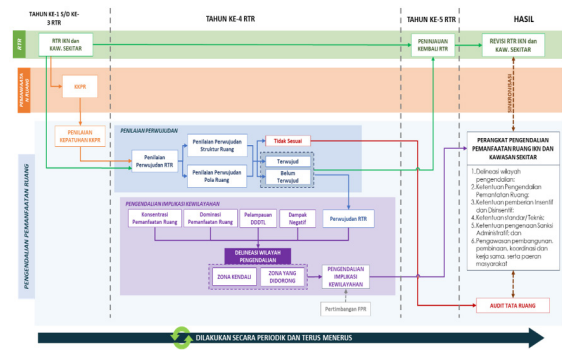 TAHUN KE-1 S/D KE-
3 RTR
TAHUN KE-4 RTR
TAHUN KE-5 RTR
HASIL
RTR
RTR IKN dan
KAW. SEKITAR
PENINJAUAN
KEMBALI RTR
REVISI RTR IKN dan
KAW. SEKITAR
PEMANFAATA
N RUANG
KKPR
SINKRONISASI
PENGENDALIAN PEMANFAATAN RUANG
PENILAIAN
KEPATUHAN KKPR
PENILAIAN PERWUJUDAN
Penilaian
Perwujudan RTR
Penilaian Perwujudan
Struktur Ruang
Penilaian Perwujudan
Pola Ruang
Tidak Sesuai
Terwujud
Belum
Terwujud
PENGENDALIAN IMPLIKASI KEWILAYAHAN
Konsentrasi
Pemanfaatan Ruang
Dominasi
Pemanfaatan Ruang
Pelampauan
DDDTL
Dampak
Negatif
Perwujudan RTR
DELINEASI WILAYAH
PENGENDALIAN
ZONA KENDALI
ZONA YANG
DIDORONG
PENGENDALIAN
IMPLIKASI
KEWILAYAHAN
Pertimbangan FPR
PERANGKAT PENGENDALIAN
PEMANFAATAN RUANG IKN DAN
KAWASAN SEKITAR
1.Delineasi wilayah
pengendalian;
2.Ketentuan Pengendalian
Pemanfatan Ruang;
3.Ketentuan pemberian Insentif
dan Disinsentif;
4.Ketentuan standar/Teknis;
5.Ketentuan pengenaan Sanksi
Administratif; dan
6.Pengawasan pembangunan,
pembinaan, koordinasi dan
kerja sama, serta peran
masyarakat
AUDIT TATA RUANG
DILAKUKAN SECARA PERIODIK DAN TERUS MENERUS